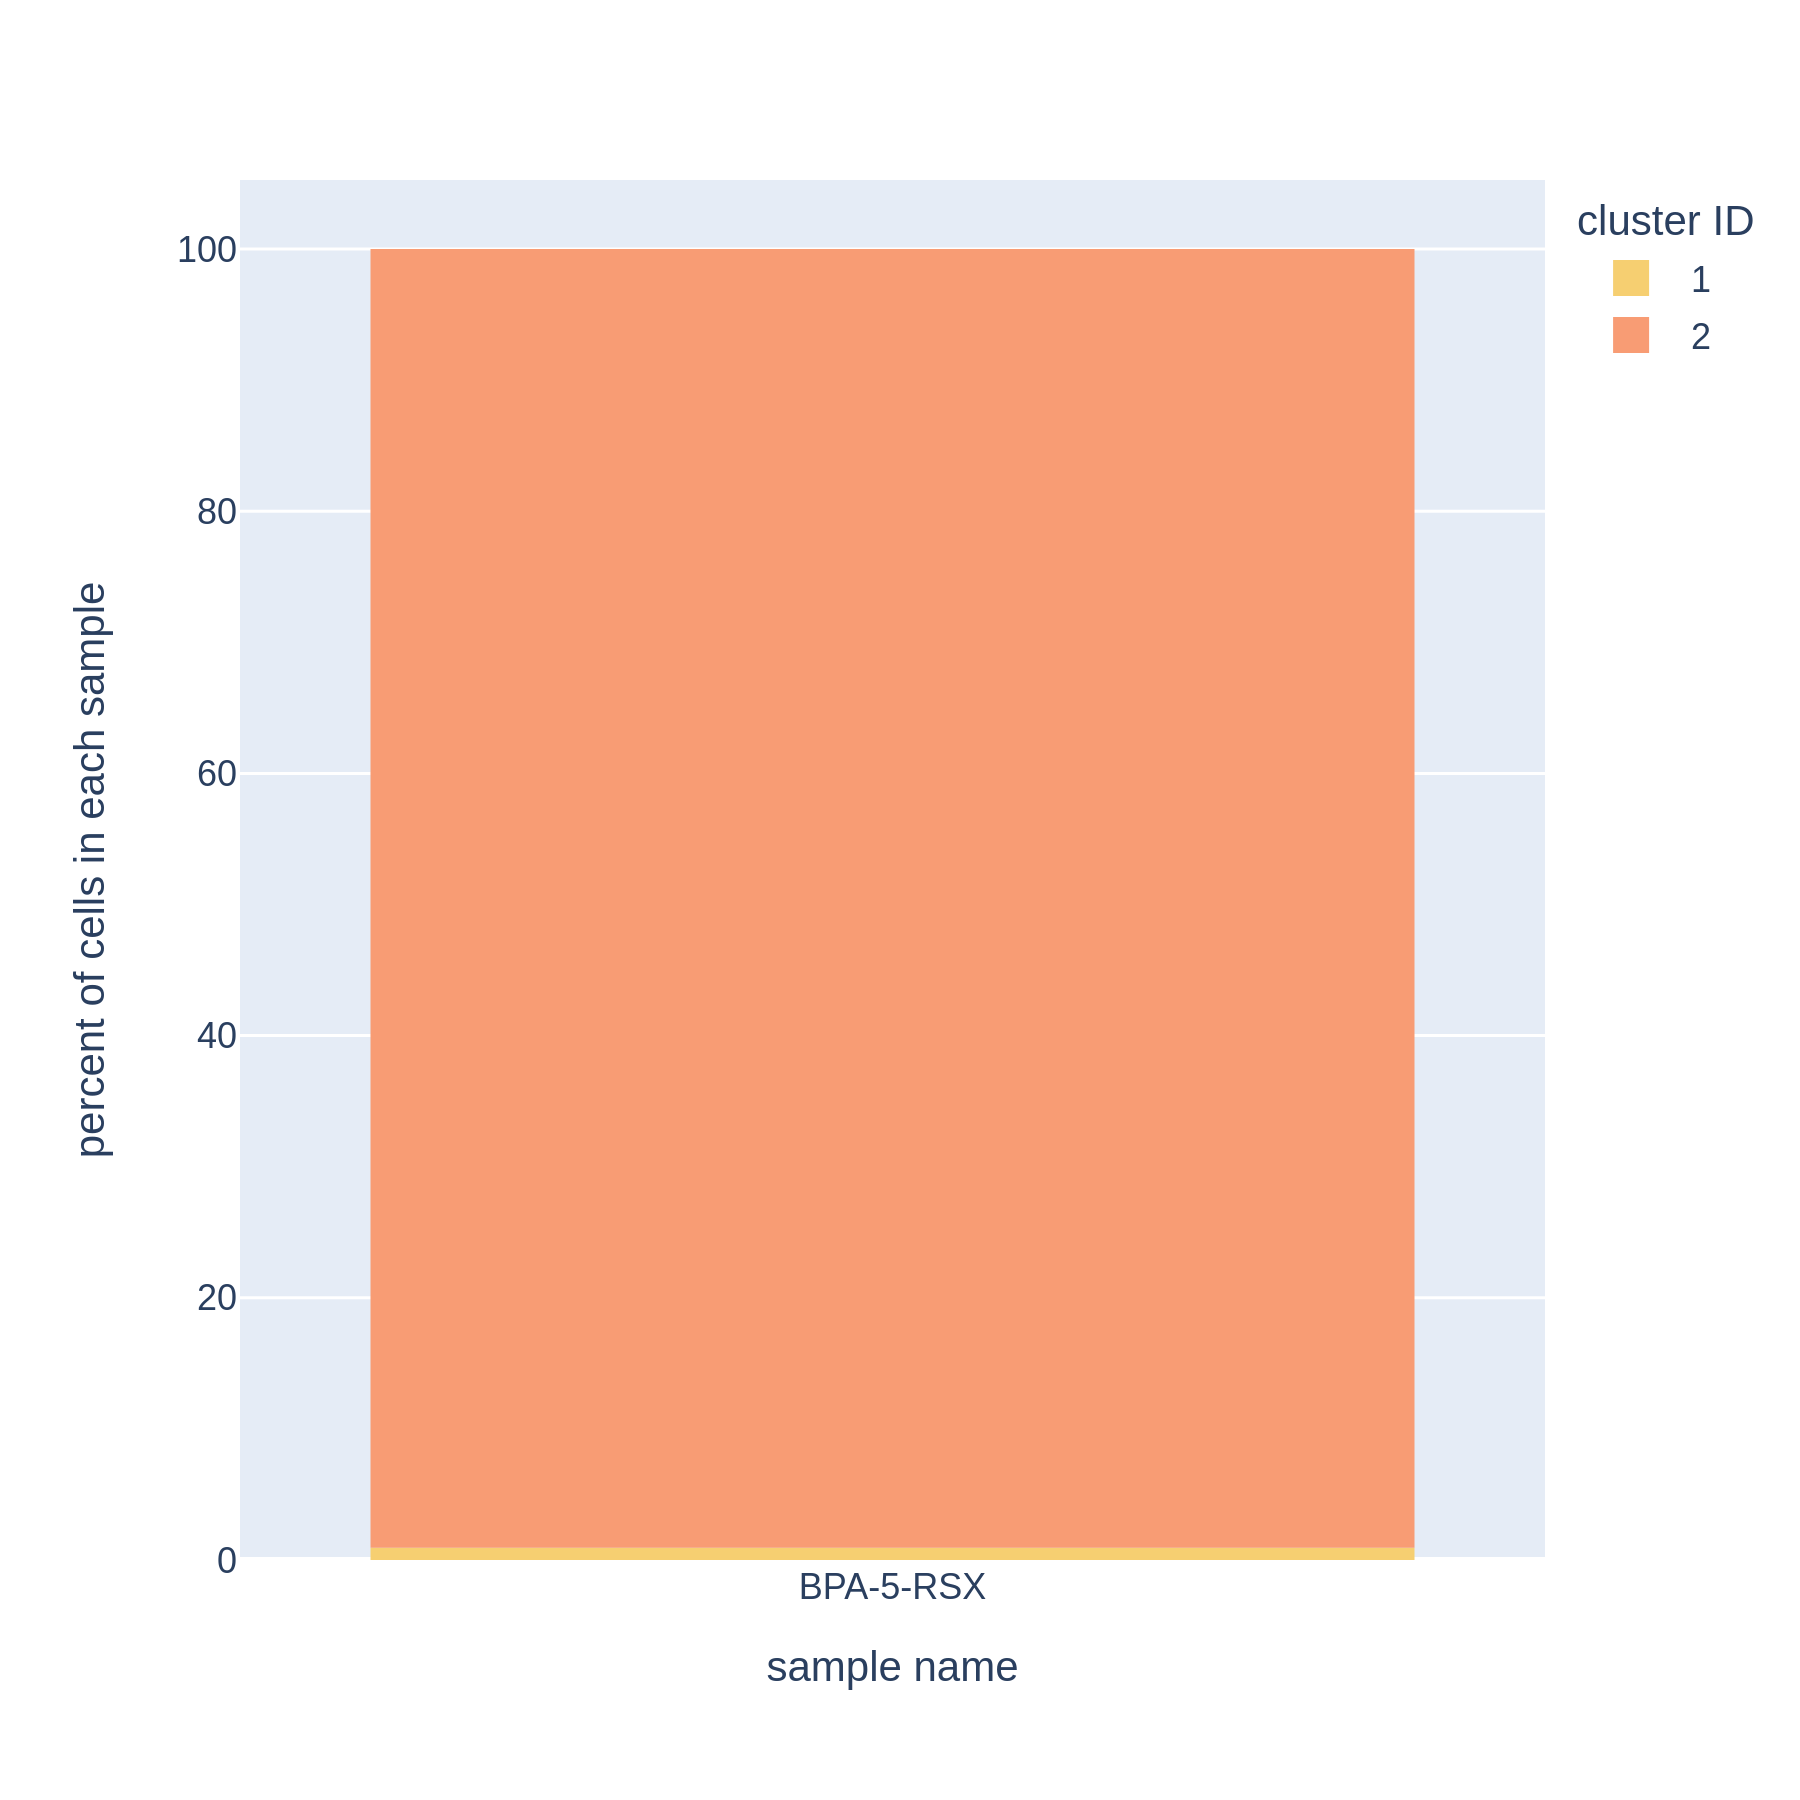 cluster ID
1
2
100
80
60
40
20
0
percent of cells in each sample
BPA-5-RSX
sample name